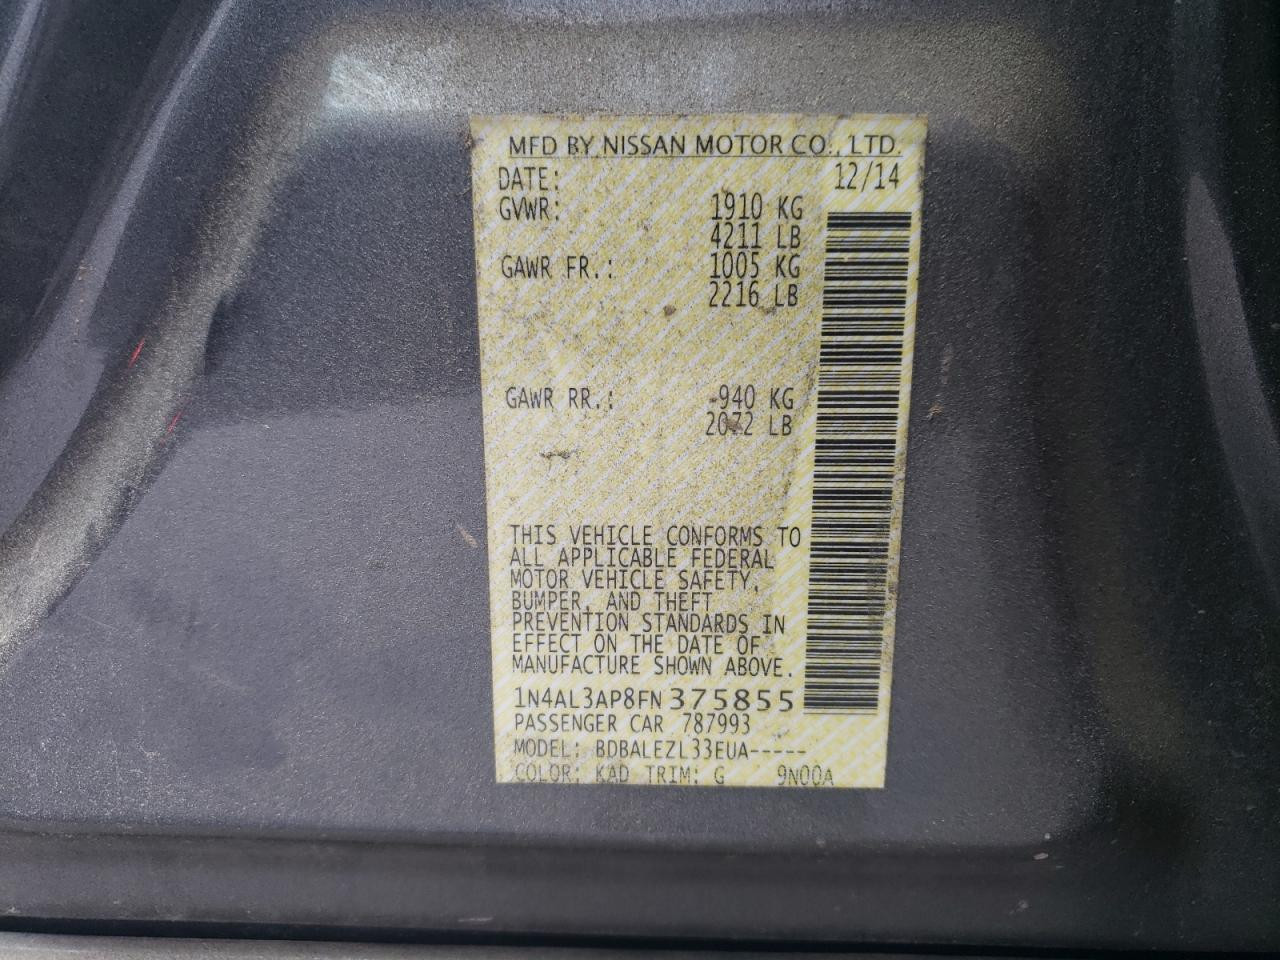 MFD BY NISSAN MOTOR CO., LTD.
DATE: 12/14
GVWR: 1910 KG
4211 LB
GAWR FR.: 1005 KG
2216 LB
GAWR RR.: 940 KG
2072 LB
THIS VEHICLE CONFORMS TO
ALL APPLICABLE FEDERAL
MOTOR VEHICLE SAFETY,
BUMPER, AND THEFT
PREVENTION STANDARDS IN
EFFECT ON THE DATE OF
MANUFACTURE SHOWN ABOVE.
1N4AL3AP8FN375855
PASSENGER CAR 787993
MODEL: BDBALEZL33EUA-----
COLOR: KAD TRIM: G 9N00A